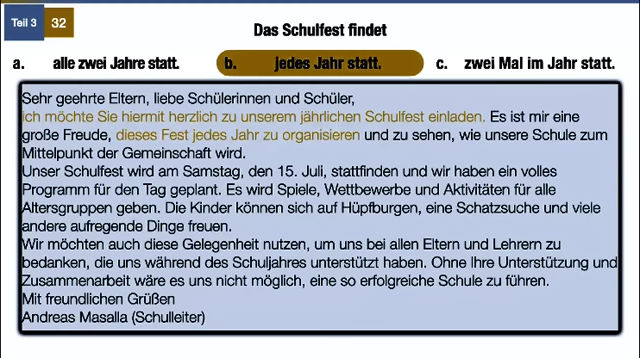 Teil 3 32
Das Schulfest findet
a. alle zwei Jahre statt. b. jedes Jahr statt. c. zwei Mal im Jahr statt.
Sehr geehrte Eltern, liebe Schülerinnen und Schüler,
ich möchte Sie hiermit herzlich zu unserem jährlichen Schulfest einladen. Es ist mir eine
große Freude, dieses Fest jedes Jahr zu organisieren und zu sehen, wie unsere Schule zum
Mittelpunkt der Gemeinschaft wird.
Unser Schulfest wird am Samstag, den 15. Juli, stattfinden und wir haben ein volles
Programm für den Tag geplant. Es wird Spiele, Wettbewerbe und Aktivitäten für alle
Altersgruppen geben. Die Kinder können sich auf Hüpfburgen, eine Schatzsuche und viele
andere aufregende Dinge freuen.
Wir möchten auch diese Gelegenheit nutzen, um uns bei allen Eltern und Lehrern zu
bedanken, die uns während des Schuljahres unterstützt haben. Ohne Ihre Unterstützung und
Zusammenarbeit wäre es uns nicht möglich, eine so erfolgreiche Schule zu führen.
Mit freundlichen Grüßen
Andreas Masalla (Schulleiter)